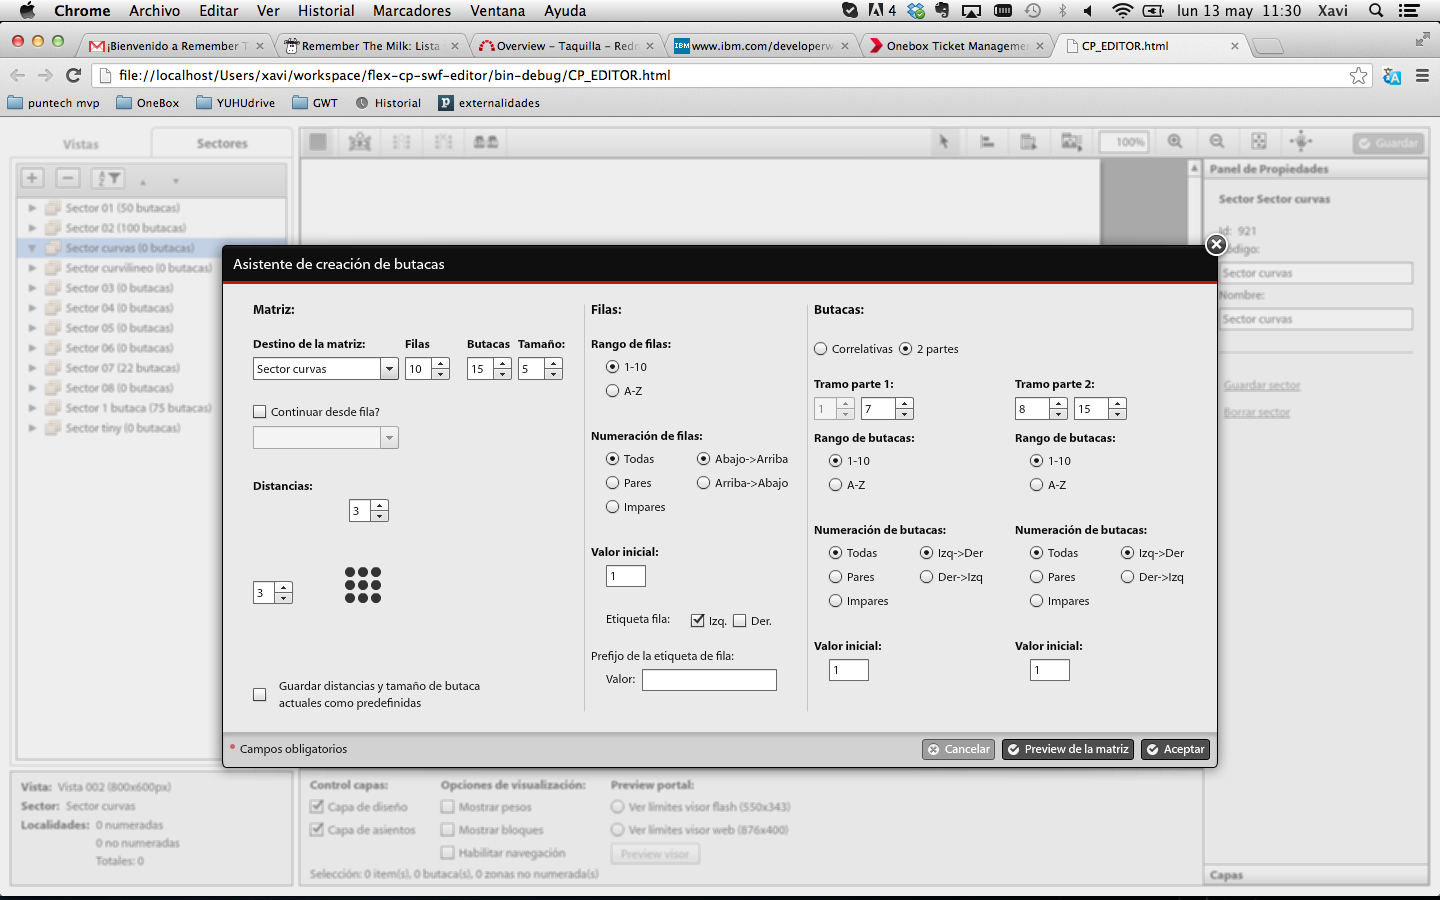 Chrome Archivo Editar Ver Historial Marcadores Ventana Ayuda 4 lun 13 may 11:30 Xavi
¡Bienvenido a Remember T Remember The Milk: Lista Overview – Taquilla – Redm IBM www.ibm.com/developerw Onebox Ticket Managemen CP_EDITOR.html
file://localhost/Users/xavi/workspace/flex-cp-swf-editor/bin-debug/CP_EDITOR.html
puntech mvp OneBox YUHUdrive GWT Historial externalidades
Vistas Sectores 100% Guardar
Panel de Propiedades
Sector 01 (50 butacas)
Sector 02 (100 butacas)
Sector curvas (0 butacas)
Sector curvilineo (0 butacas)
Sector 03 (0 butacas)
Sector 04 (0 butacas)
Sector 05 (0 butacas)
Sector 06 (0 butacas)
Sector 07 (22 butacas)
Sector 08 (0 butacas)
Sector 1 butaca (75 butacas)
Sector tiny (0 butacas)
Sector Sector curvas
Id: 921
ódigo:
Sector curvas
Nombre:
Sector curvas
Guardar sector
Borrar sector
Asistente de creación de butacas
Matriz:
Destino de la matriz: Filas Butacas Tamaño:
Sector curvas 10 15 5
Continuar desde fila?
Distancias:
3
3
Guardar distancias y tamaño de butaca
actuales como predefinidas
Filas:
Rango de filas:
1-10
A-Z
Numeración de filas:
Todas Abajo->Arriba
Pares Arriba->Abajo
Impares
Valor inicial:
1
Etiqueta fila: Izq. Der.
Prefijo de la etiqueta de fila:
Valor:
Butacas:
Correlativas 2 partes
Tramo parte 1: Tramo parte 2:
1 7 8 15
Rango de butacas: Rango de butacas:
1-10 1-10
A-Z A-Z
Numeración de butacas: Numeración de butacas:
Todas Izq->Der Todas Izq->Der
Pares Der->Izq Pares Der->Izq
Impares Impares
Valor inicial: Valor inicial:
1 1
* Campos obligatorios Cancelar Preview de la matriz Aceptar
Vista: Vista 002 (800x600px)
Sector: Sector curvas
Localidades: 0 numeradas
0 no numeradas
Totales: 0
Control capas: Opciones de visualización: Preview portal:
Capa de diseño Mostrar pesos Ver límites visor flash (550x343)
Capa de asientos Mostrar bloques Ver límites visor web (876x400)
Habilitar navegación Preview visor
Selección: 0 item(s), 0 butaca(s), 0 zonas no numerada(s)
Capas